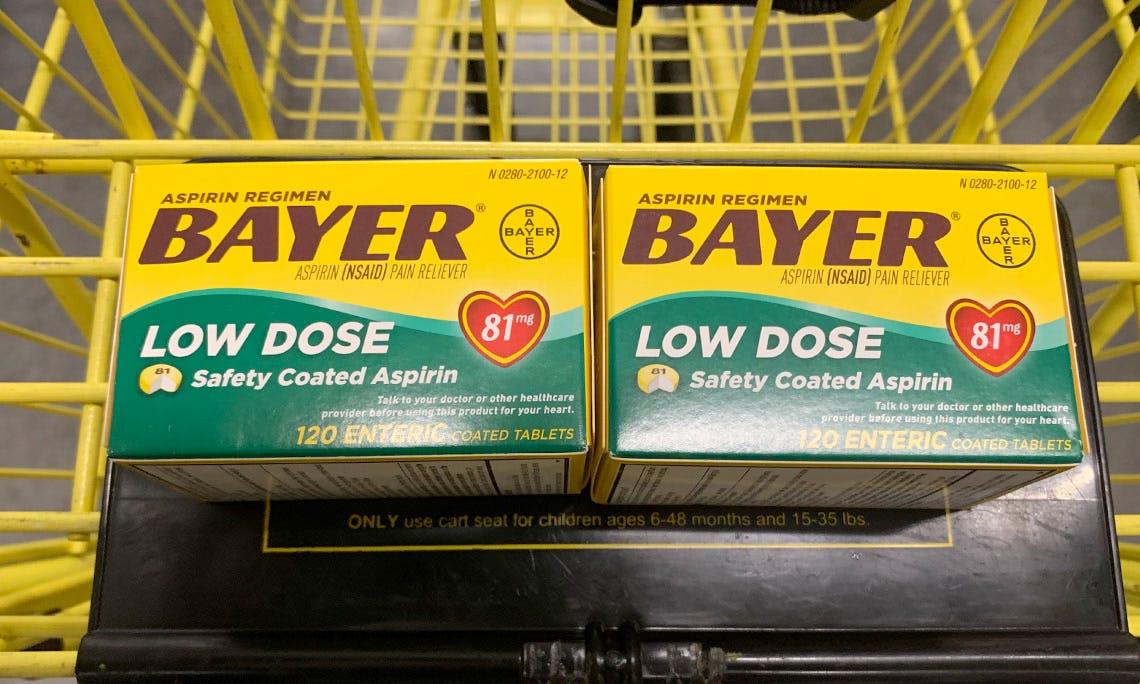 N 0280-2100-12
ASPIRIN REGIMEN
BAYER®
BAYER
BAYER
ASPIRIN (NSAID) PAIN RELIEVER
LOW DOSE
81mg
81
Safety Coated Aspirin
Talk to your doctor or other healthcare
provider before using this product for your heart.
120 ENTERIC COATED TABLETS
N 0280-2100-12
ASPIRIN REGIMEN
BAYER®
BAYER
BAYER
ASPIRIN (NSAID) PAIN RELIEVER
LOW DOSE
81mg
81
Safety Coated Aspirin
Talk to your doctor or other healthcare
provider before using this product for your heart.
120 ENTERIC COATED TABLETS
ONLY use cart seat for children ages 6-48 months and 15-35 lbs.